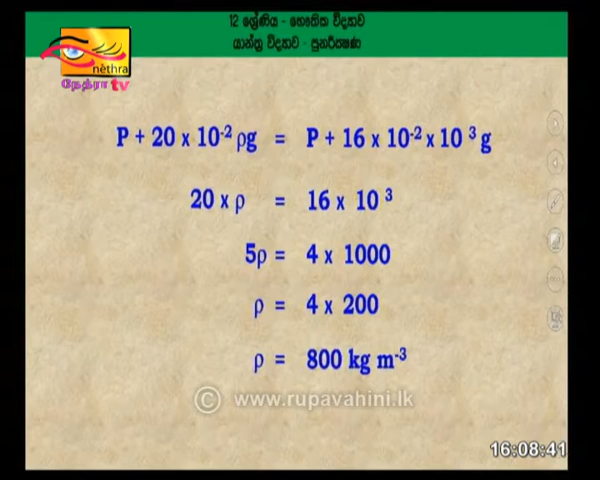 12 ශ්‍රේණිය - භෞතික විද්‍යාව
යාන්ත්‍ර විද්‍යාව - පුනරීක්ෂණ
nēthra
நேத்ரா tv
P + 20 x 10⁻² ρg = P + 16 x 10⁻² x 10 ³ g
20 x ρ = 16 x 10 ³
5ρ = 4 x 1000
ρ = 4 x 200
ρ = 800 kg m⁻³
© www.rupavahini.lk
16:08:41